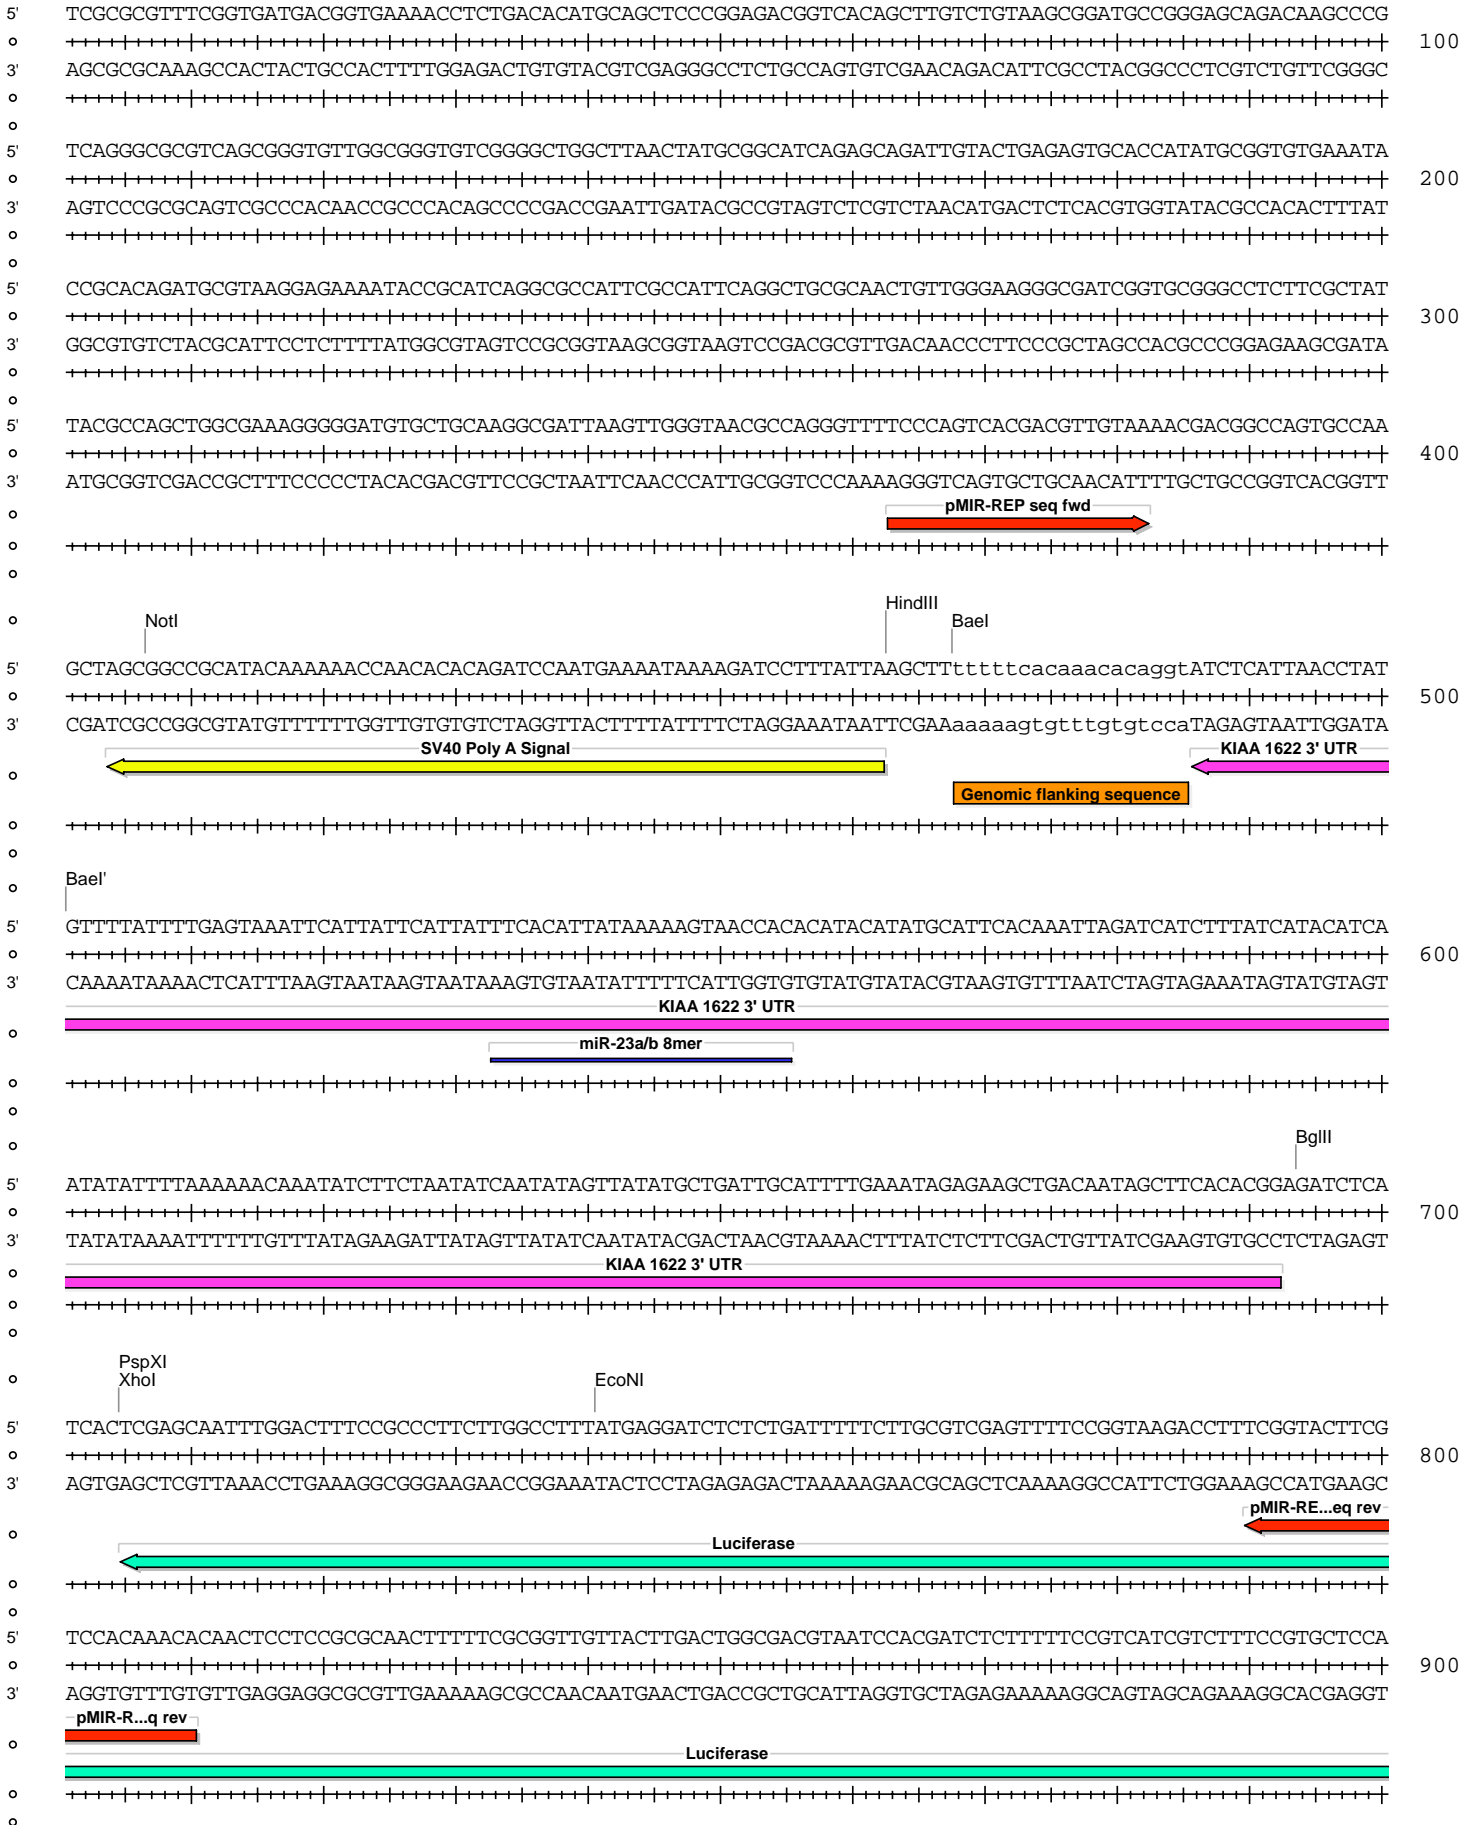 5' TCGCGCGTTTCGGTGATGACGGTGAAAACCTCTGACACATGCAGCTCCCGGAGACGGTCACAGCTTGTCTGTAAGCGGATGCCGGGAGCAGACAAGCCCG
100
3' AGCGCGCAAAGCCACTACTGCCACTTTTGGAGACTGTGTACGTCGAGGGCCTCTGCCAGTGTCGAACAGACATTCGCCTACGGCCCTCGTCTGTTCGGGC
5' TCAGGGCGCGTCAGCGGGTGTTGGCGGGTGTCGGGGCTGGCTTAACTATGCGGCATCAGAGCAGATTGTACTGAGAGTGCACCATATGCGGTGTGAAATA
200
3' AGTCCCGCGCAGTCGCCCACAACCGCCCACAGCCCCGACCGAATTGATACGCCGTAGTCTCGTCTAACATGACTCTCACGTGGTATACGCCACACTTTAT
5' CCGCACAGATGCGTAAGGAGAAAATACCGCATCAGGCGCCATTCGCCATTCAGGCTGCGCAACTGTTGGGAAGGGCGATCGGTGCGGGCCTCTTCGCTAT
300
3' GGCGTGTCTACGCATTCCTCTTTTATGGCGTAGTCCGCGGTAAGCGGTAAGTCCGACGCGTTGACAACCCTTCCCGCTAGCCACGCCCGGAGAAGCGATA
5' TACGCCAGCTGGCGAAAGGGGGATGTGCTGCAAGGCGATTAAGTTGGGTAACGCCAGGGTTTTCCCAGTCACGACGTTGTAAAACGACGGCCAGTGCCAA
400
3' ATGCGGTCGACCGCTTTCCCCCTACACGACGTTCCGCTAATTCAACCCATTGCGGTCCCAAAAGGGTCAGTGCTGCAACATTTTGCTGCCGGTCACGGTT
pMIR-REP seq fwd
NotI HindIII BaeI
5' GCTAGCGGCCGCATACAAAAAACCAACACACAGATCCAATGAAAATAAAAGATCCTTTATTAAGCTTtttttcacaaacacaggtATCTCATTAACCTAT
500
3' CGATCGCCGGCGTATGTTTTTTGGTTGTGTGTCTAGGTTACTTTTATTTTCTAGGAAATAATTCGAAaaaaagtgtttgtgtccaTAGAGTAATTGGATA
SV40 Poly A Signal KIAA 1622 3' UTR
Genomic flanking sequence
BaeI'
5' GTTTTATTTTGAGTAAATTCATTATTCATTATTTCACATTATAAAAAGTAACCACACATACATATGCATTCACAAATTAGATCATCTTTATCATACATCA
600
3' CAAAATAAAACTCATTTAAGTAATAAGTAATAAAGTGTAATATTTTTCATTGGTGTGTATGTATACGTAAGTGTTTAATCTAGTAGAAATAGTATGTAGT
KIAA 1622 3' UTR
miR-23a/b 8mer
BglII
5' ATATATTTTAAAAAACAAATATCTTCTAATATCAATATAGTTATATGCTGATTGCATTTTGAAATAGAGAAGCTGACAATAGCTTCACACGGAGATCTCA
700
3' TATATAAAATTTTTTGTTTATAGAAGATTATAGTTATATCAATATACGACTAACGTAAAACTTTATCTCTTCGACTGTTATCGAAGTGTGCCTCTAGAGT
KIAA 1622 3' UTR
PspXI
XhoI EcoNI
5' TCACTCGAGCAATTTGGACTTTCCGCCCTTCTTGGCCTTTATGAGGATCTCTCTGATTTTTCTTGCGTCGAGTTTTCCGGTAAGACCTTTCGGTACTTCG
800
3' AGTGAGCTCGTTAAACCTGAAAGGCGGGAAGAACCGGAAATACTCCTAGAGAGACTAAAAAGAACGCAGCTCAAAAGGCCATTCTGGAAAGCCATGAAGC
pMIR-RE...eq rev
Luciferase
5' TCCACAAACACAACTCCTCCGCGCAACTTTTTCGCGGTTGTTACTTGACTGGCGACGTAATCCACGATCTCTTTTTCCGTCATCGTCTTTCCGTGCTCCA
900
3' AGGTGTTTGTGTTGAGGAGGCGCGTTGAAAAAGCGCCAACAATGAACTGACCGCTGCATTAGGTGCTAGAGAAAAAGGCAGTAGCAGAAAGGCACGAGGT
pMIR-R...q rev
Luciferase